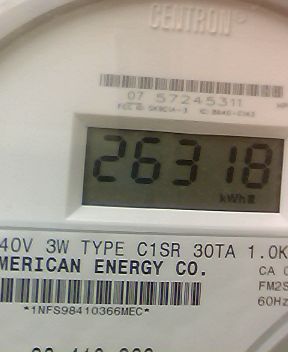 CENTRON®
07 57245311
26318
kWh
40V 3W TYPE C1SR 30TA 1.0K
MERICAN ENERGY CO.
CA 0
FM2S
60Hz
*1NFS98410366MEC*